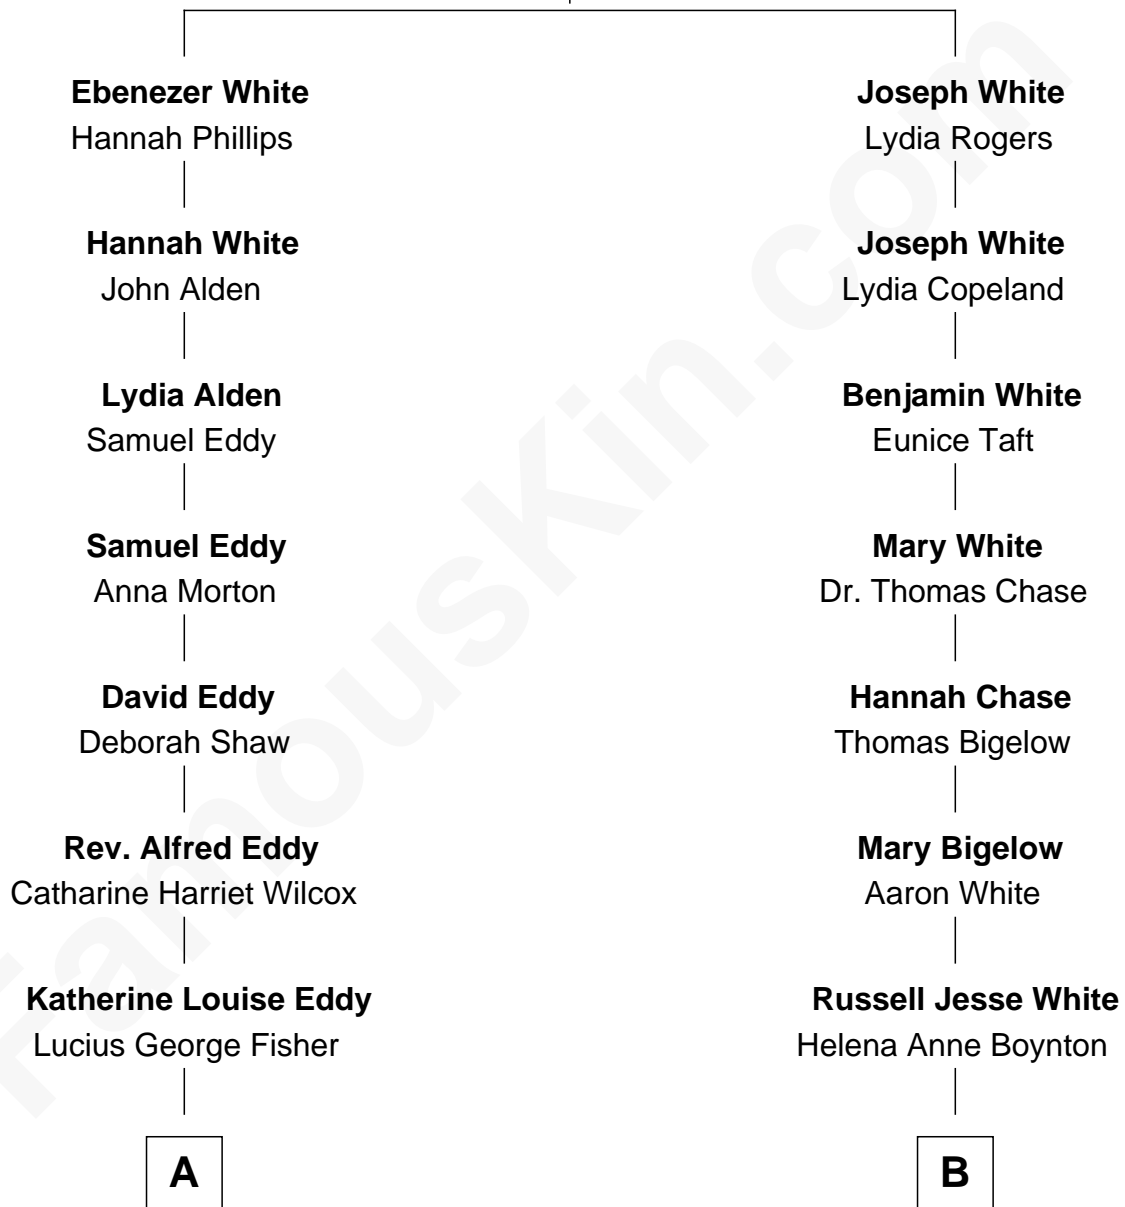 Ebenezer White
Hannah Phillips
Joseph White
Lydia Rogers
Hannah White
John Alden
Joseph White
Lydia Copeland
Lydia Alden
Samuel Eddy
Benjamin White
Eunice Taft
Samuel Eddy
Anna Morton
Mary White
Dr. Thomas Chase
David Eddy
Deborah Shaw
Hannah Chase
Thomas Bigelow
Rev. Alfred Eddy
Catharine Harriet Wilcox
Mary Bigelow
Aaron White
Katherine Louise Eddy
Lucius George Fisher
Russell Jesse White
Helena Anne Boynton
A
B
FamousKin.com